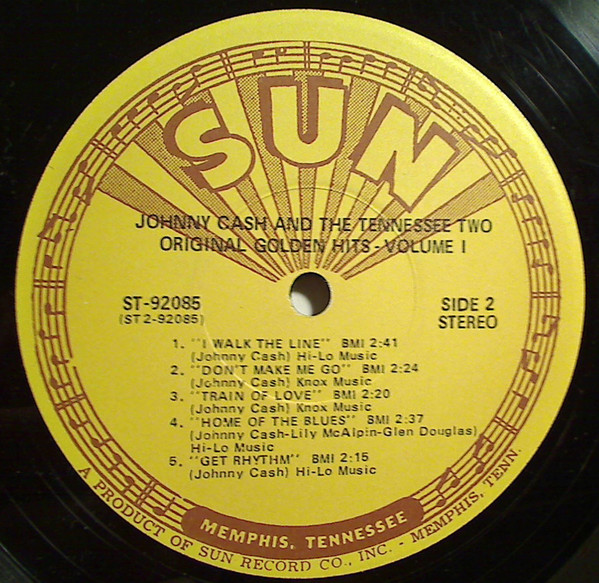 SUN
JOHNNY CASH AND THE TENNESSEE TWO
ORIGINAL GOLDEN HITS - VOLUME I
ST-92085
(ST 2-92085)
SIDE 2
STEREO
1. "I WALK THE LINE" BMI 2:41
(Johnny Cash) Hi-Lo Music
2. "DON'T MAKE ME GO" BMI 2:24
(Johnny Cash) Knox Music
3. "TRAIN OF LOVE" BMI 2:20
(Johnny Cash) Knox Music
4. "HOME OF THE BLUES" BMI 2:37
(Johnny Cash-Lily McAlpin-Glen Douglas)
Hi-Lo Music
5. "GET RHYTHM" BMI 2:15
(Johnny Cash) Hi-Lo Music
MEMPHIS, TENNESSEE
A PRODUCT OF SUN RECORD CO., INC. - MEMPHIS, TENN.